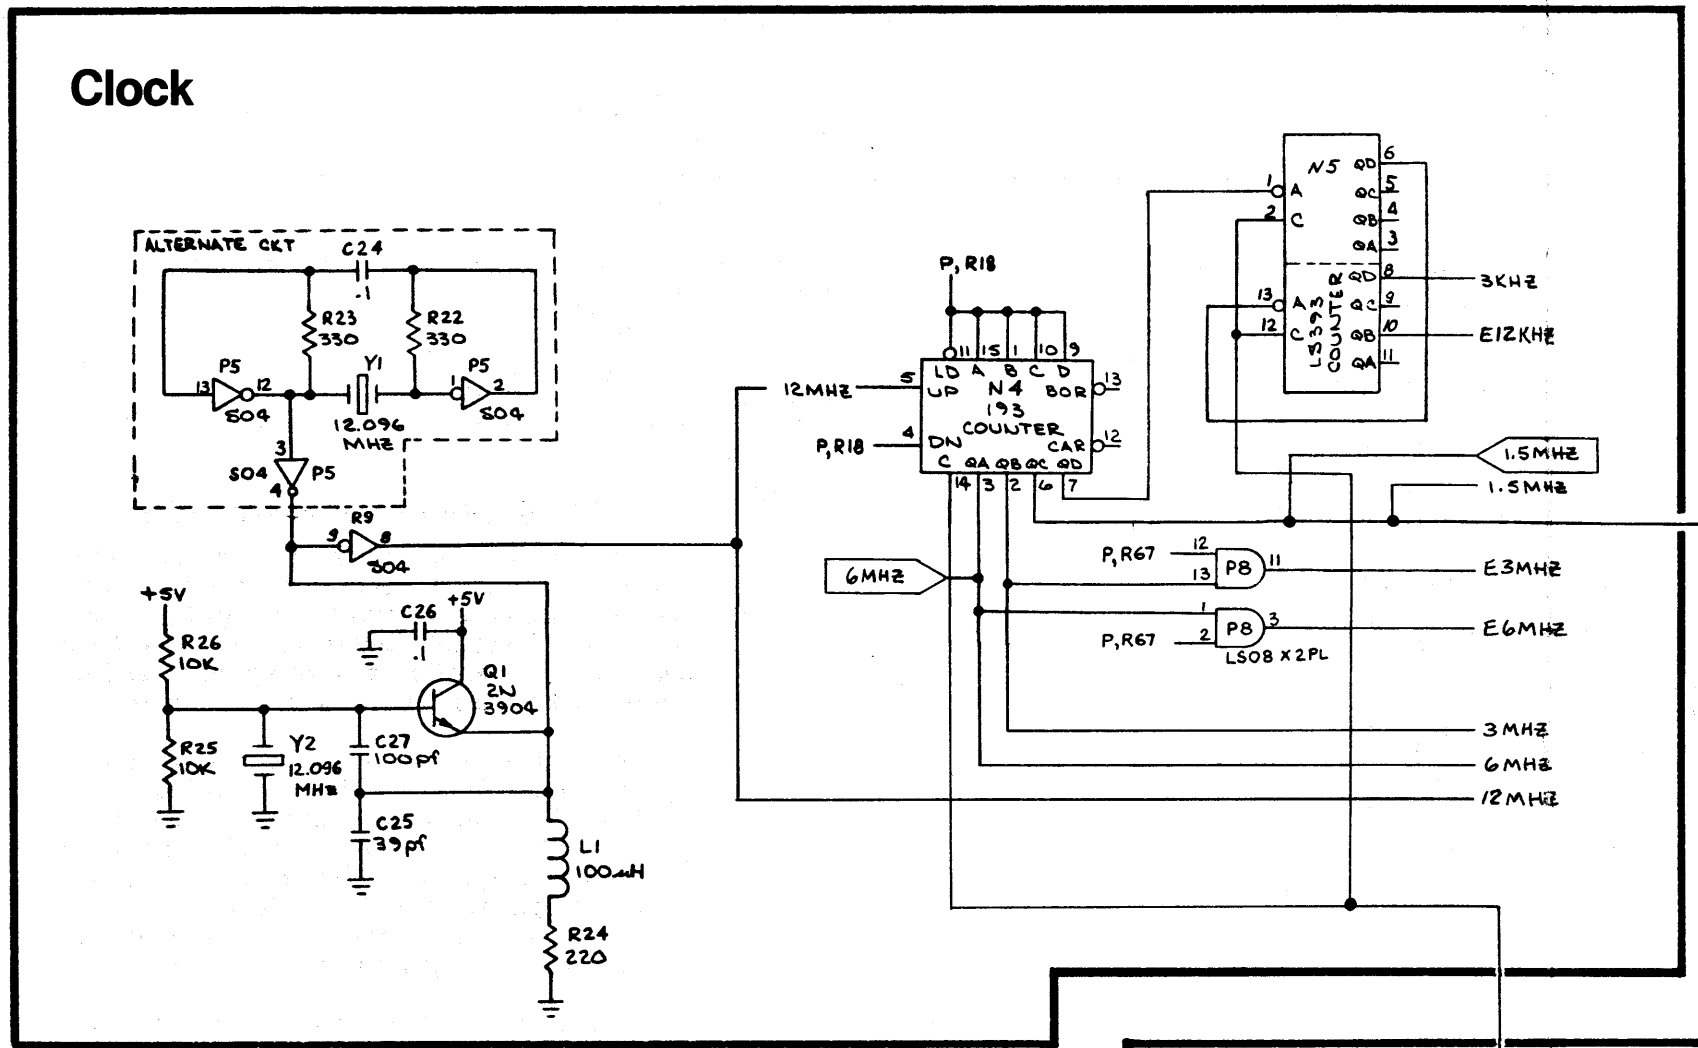 Clock
ALTERNATE CKT
C24
.1
R23
330
R22
330
P5
13
12
S04
Y1
12.096
MHZ
P5
1
2
S04
3
S04
P5
4
R9
9
8
S04
+5V
R26
10K
R25
10K
Y2
12.096
MHZ
C26
.1
+5V
Q1
2N
3904
C27
100pf
C25
39pf
L1
100µH
R24
220
12MHZ
P,R18
P,R18
11 15 1 10 9
LD A B C D
5
UP
N4
193
COUNTER
BOR
13
4
DN
CAR
12
C QA QB QC QD
14 3 2 6 7
6MHZ
N5
1
A
2
C
QD
6
QC
5
QB
4
QA
3
LS393
COUNTER
13
A
12
C
QD
8
QC
9
QB
10
QA
11
3KHZ
E12KHZ
1.5MHZ
1.5MHZ
P,R67
12
13
P8
11
E3MHZ
1
P,R67
2
P8
3
E6MHZ
LS08 X2PL
3MHZ
6MHZ
12MHZ